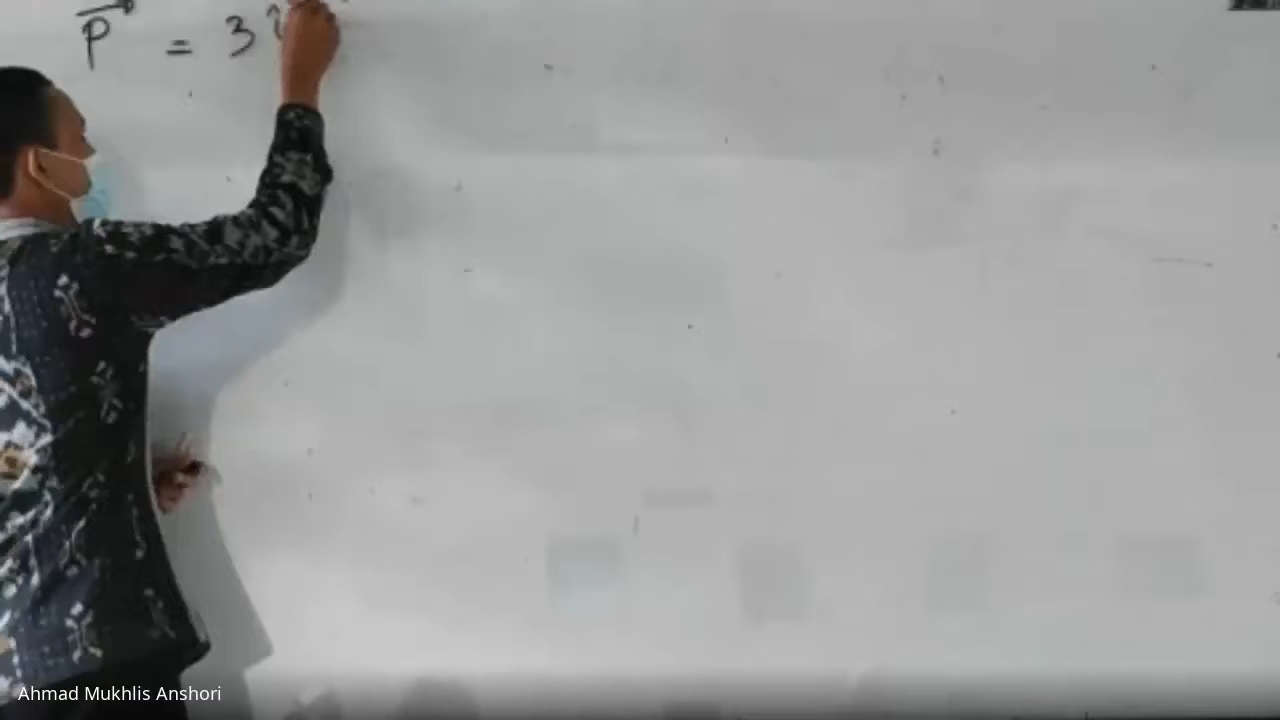 p⃗ = 3 î
Ahmad Mukhlis Anshori